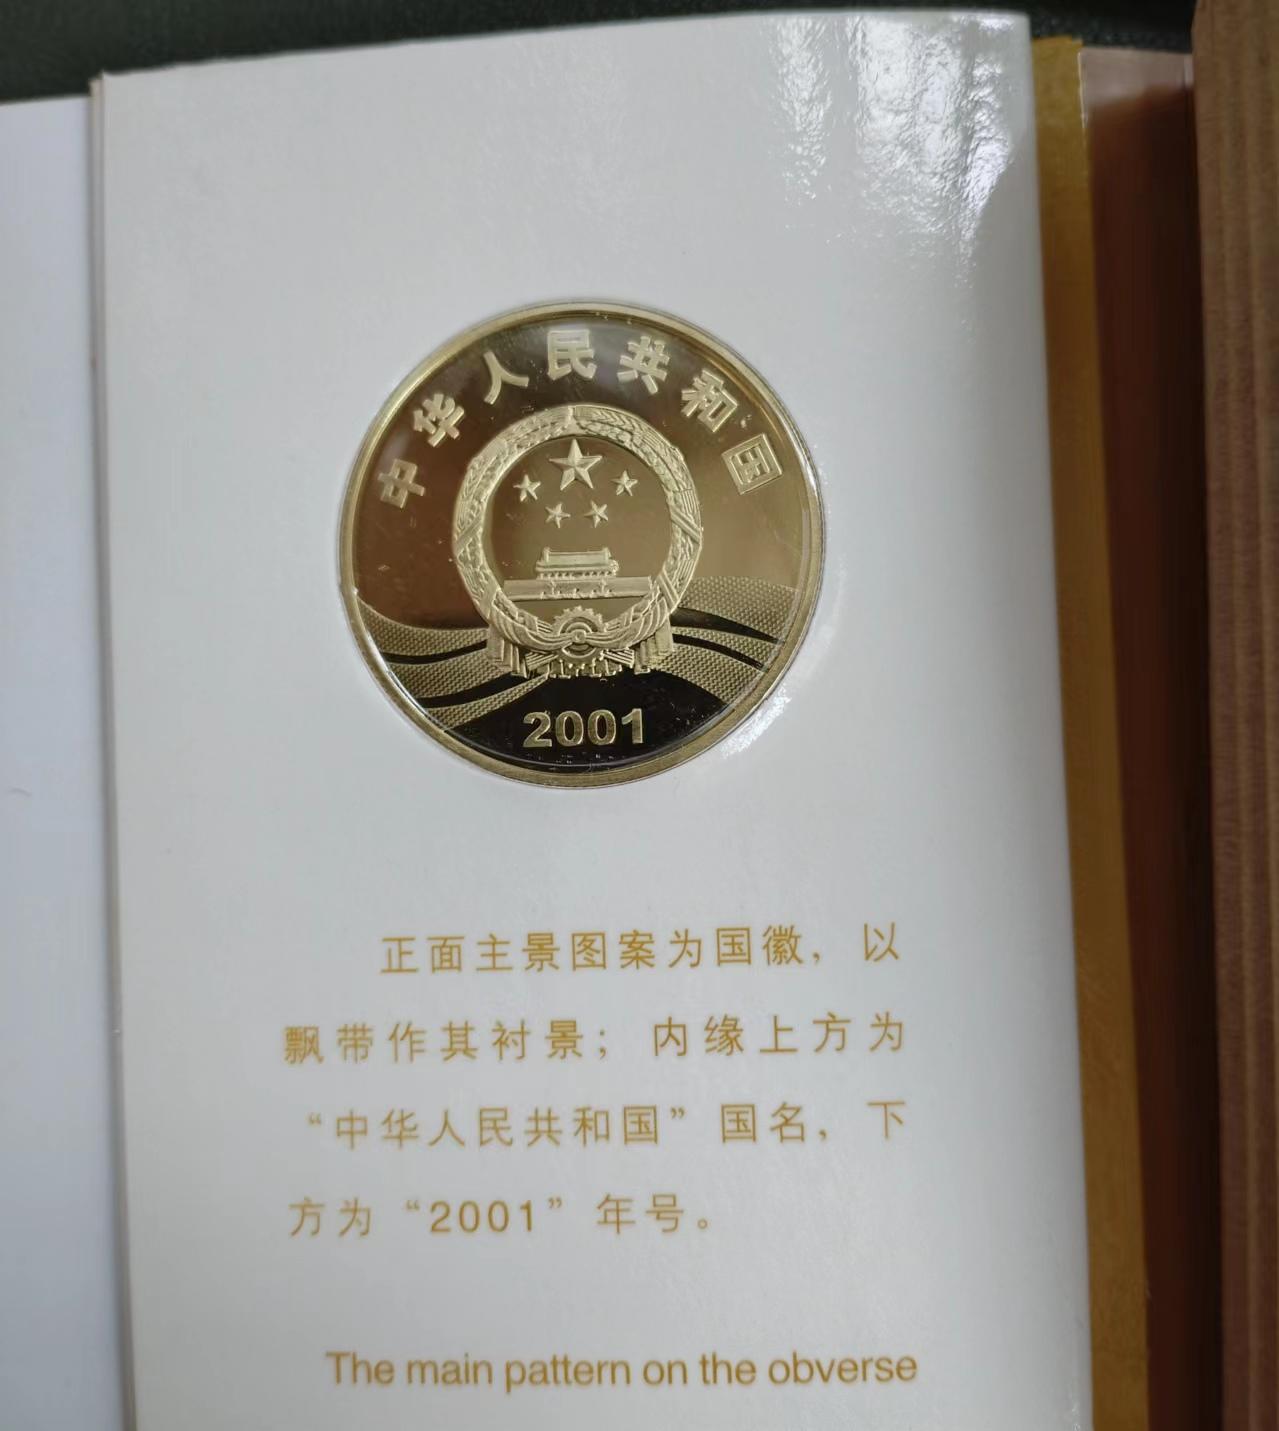 中华人民共和国
2001
正面主景图案为国徽，以
飘带作其衬景；内缘上方为
“中华人民共和国”国名，下
方为“2001”年号。
The main pattern on the obverse